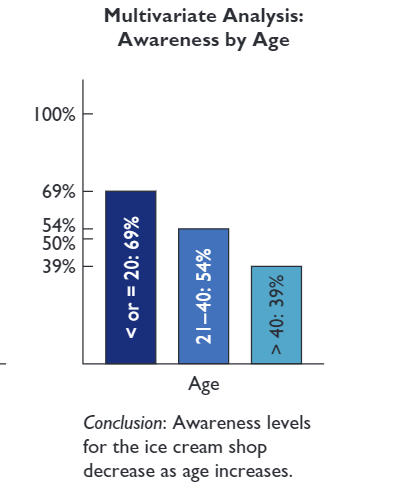 Multivariate Analysis:
Awareness by Age
100%
69%
54%
50%
39%
< or = 20: 69%
21–40: 54%
> 40: 39%
Age
Conclusion: Awareness levels
for the ice cream shop
decrease as age increases.